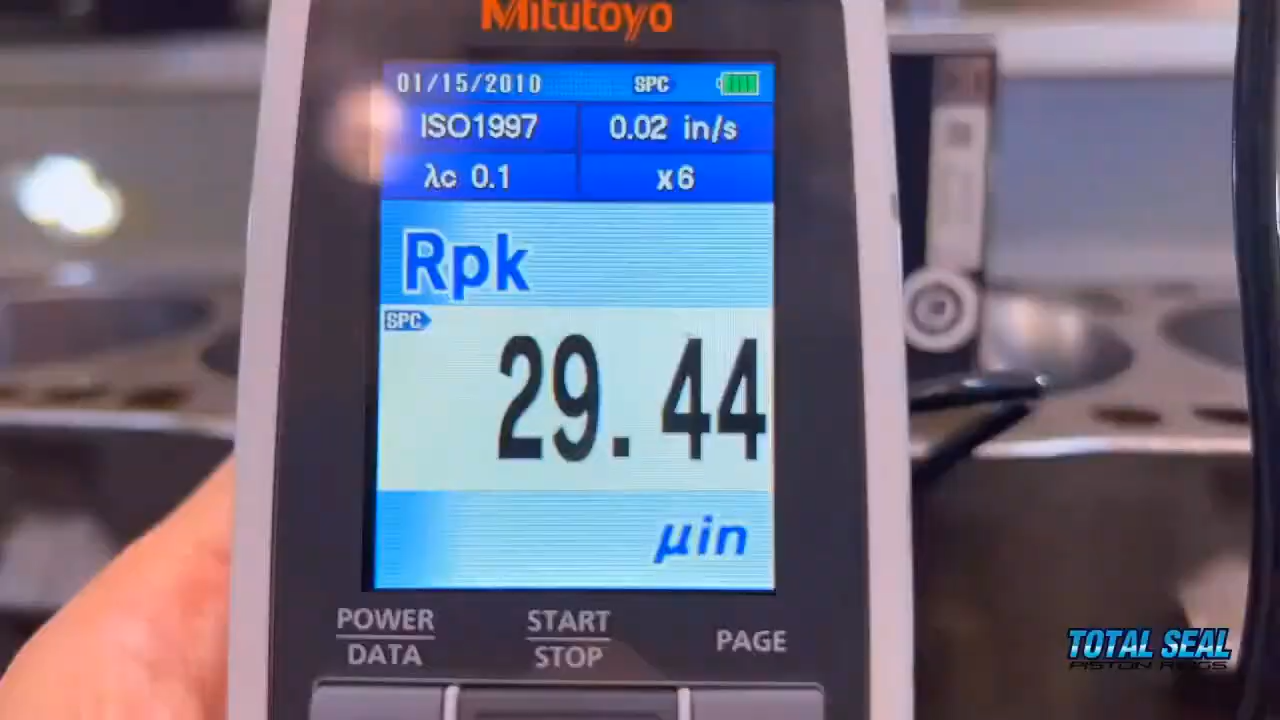 Mitutoyo
01/15/2010 SPC
ISO1997 0.02 in/s
λc 0.1 x6
Rpk
SPC
29.44
µin
POWER DATA START STOP PAGE
TOTAL SEAL
PISTON RINGS